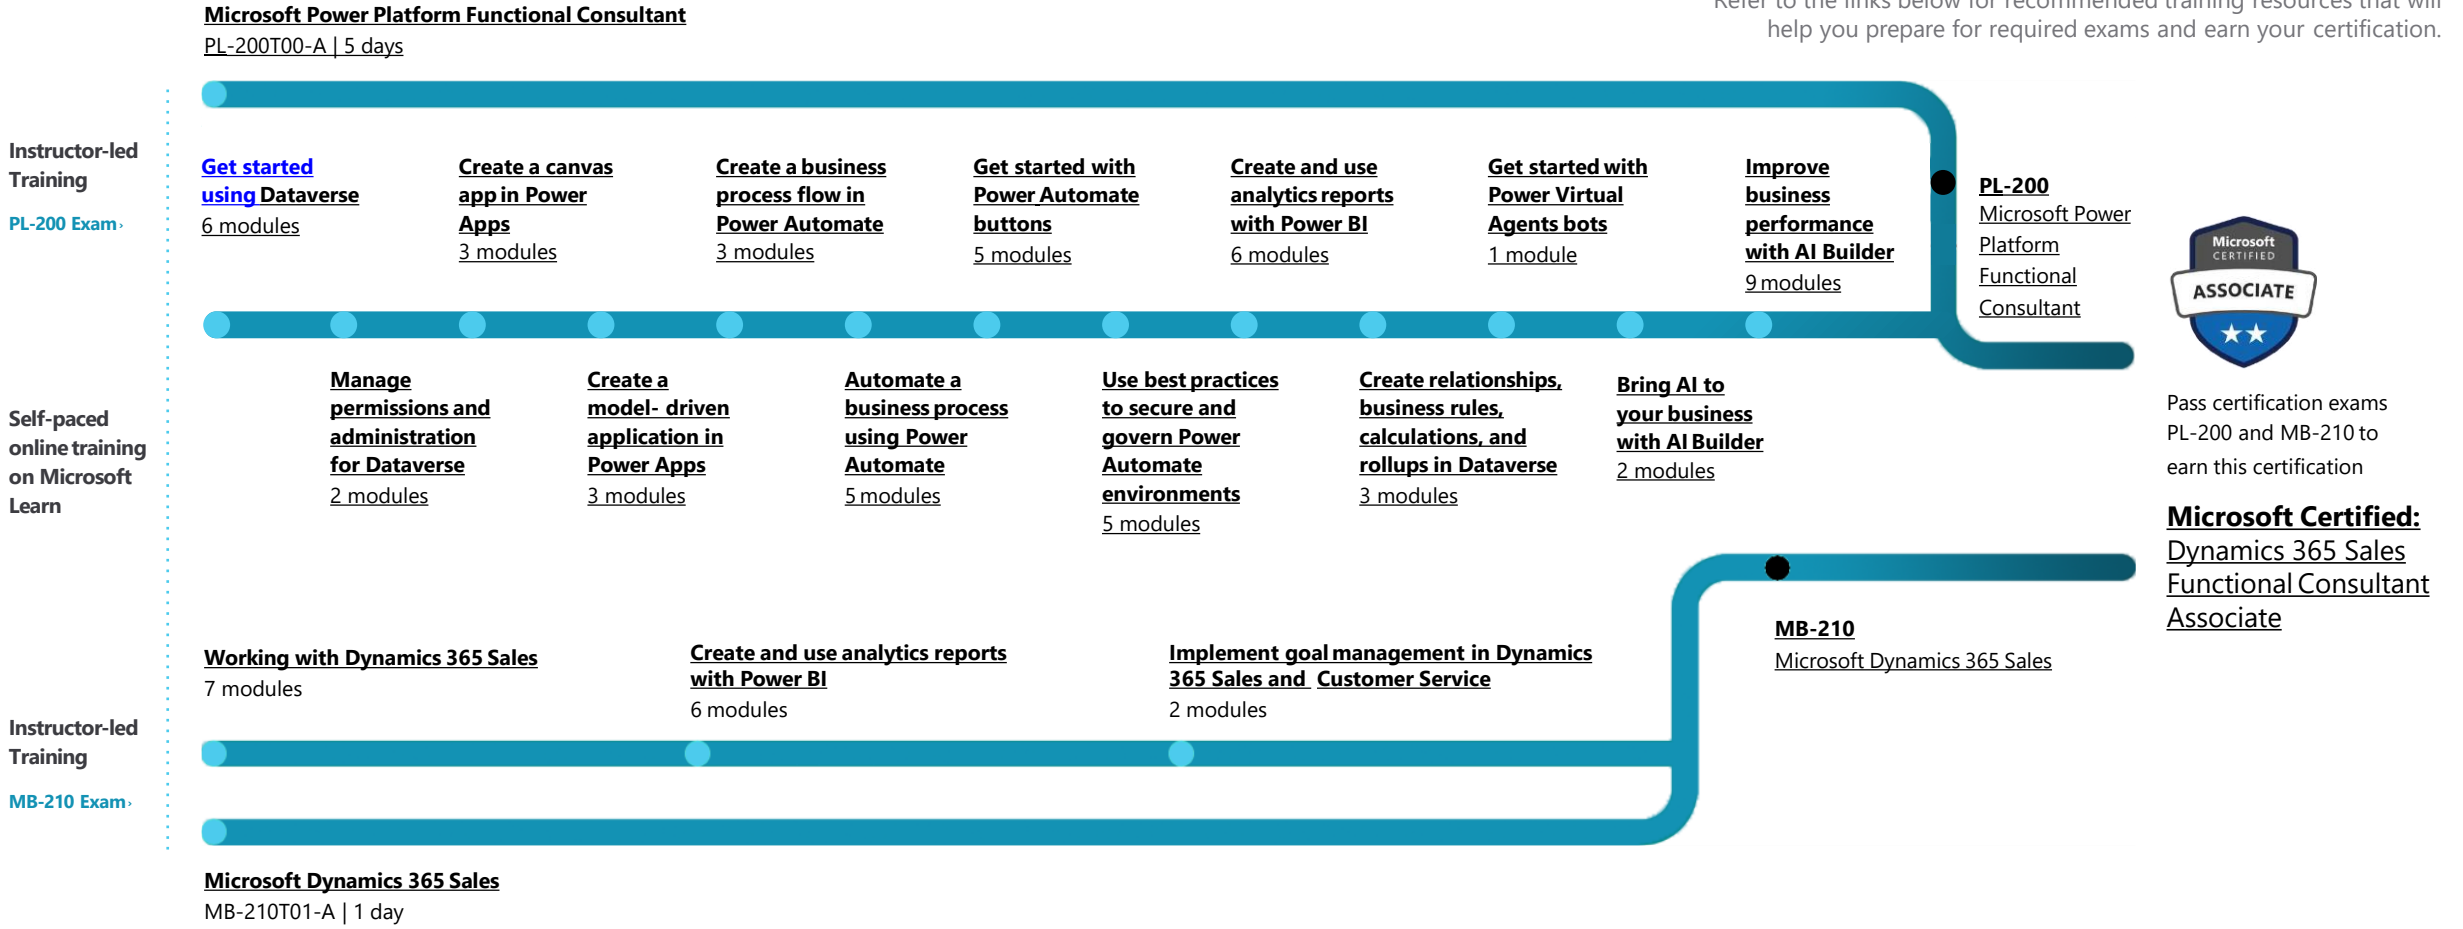 Microsoft Power Platform Functional Consultant
PL-200T00-A | 5 days
Refer to the links below for recommended training resources that will
help you prepare for required exams and earn your certification.
Instructor-led
Training
PL-200 Exam›
Get started
using Dataverse
6 modules
Create a canvas
app in Power
Apps
3 modules
Create a business
process flow in
Power Automate
3 modules
Get started with
Power Automate
buttons
5 modules
Create and use
analytics reports
with Power BI
6 modules
Get started with
Power Virtual
Agents bots
1 module
Improve
business
performance
with AI Builder
9 modules
PL-200
Microsoft Power
Platform
Functional
Consultant
Microsoft
CERTIFIED
ASSOCIATE
Self-paced
online training
on Microsoft
Learn
Manage
permissions and
administration
for Dataverse
2 modules
Create a
model- driven
application in
Power Apps
3 modules
Automate a
business process
using Power
Automate
5 modules
Use best practices
to secure and
govern Power
Automate
environments
5 modules
Create relationships,
business rules,
calculations, and
rollups in Dataverse
3 modules
Bring AI to
your business
with AI Builder
2 modules
Pass certification exams
PL-200 and MB-210 to
earn this certification
Microsoft Certified:
Dynamics 365 Sales
Functional Consultant
Associate
MB-210
Microsoft Dynamics 365 Sales
Working with Dynamics 365 Sales
7 modules
Create and use analytics reports
with Power BI
6 modules
Implement goal management in Dynamics
365 Sales and Customer Service
2 modules
Instructor-led
Training
MB-210 Exam›
Microsoft Dynamics 365 Sales
MB-210T01-A | 1 day